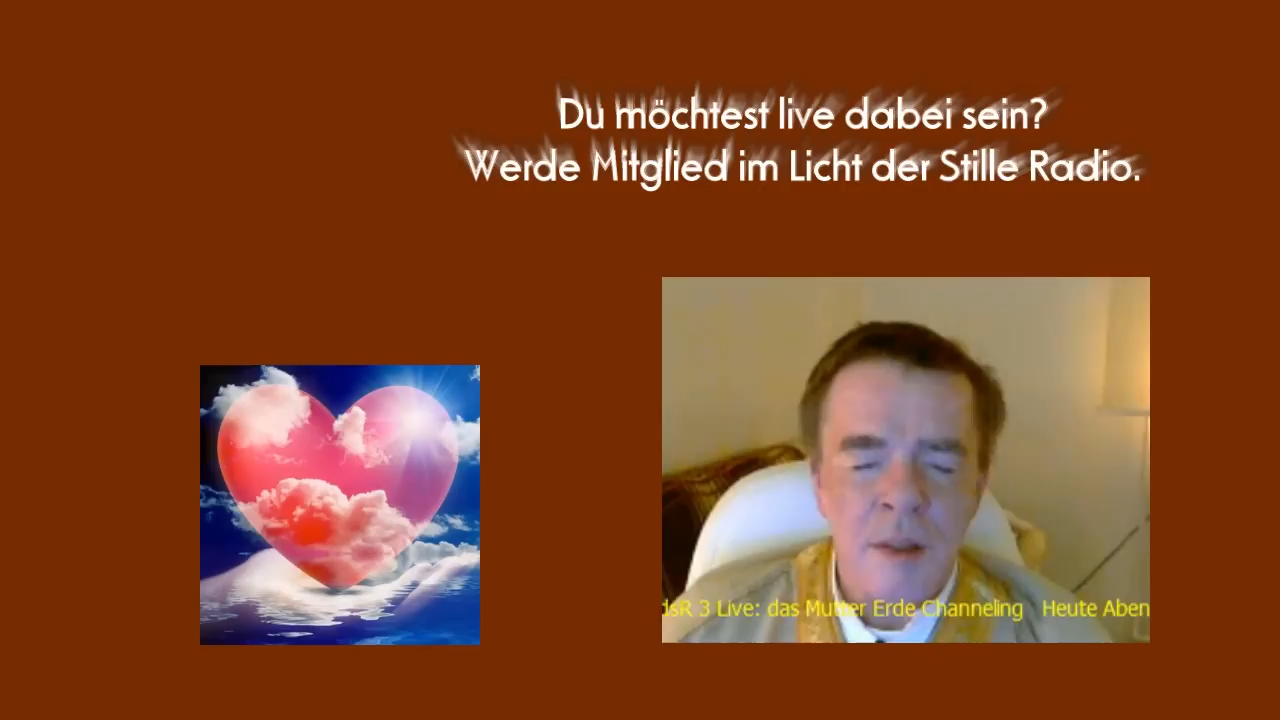 Du möchtest live dabei sein?
Werde Mitglied im Licht der Stille Radio.
dsR 3 Live: das Mutter Erde Channeling Heute Aben